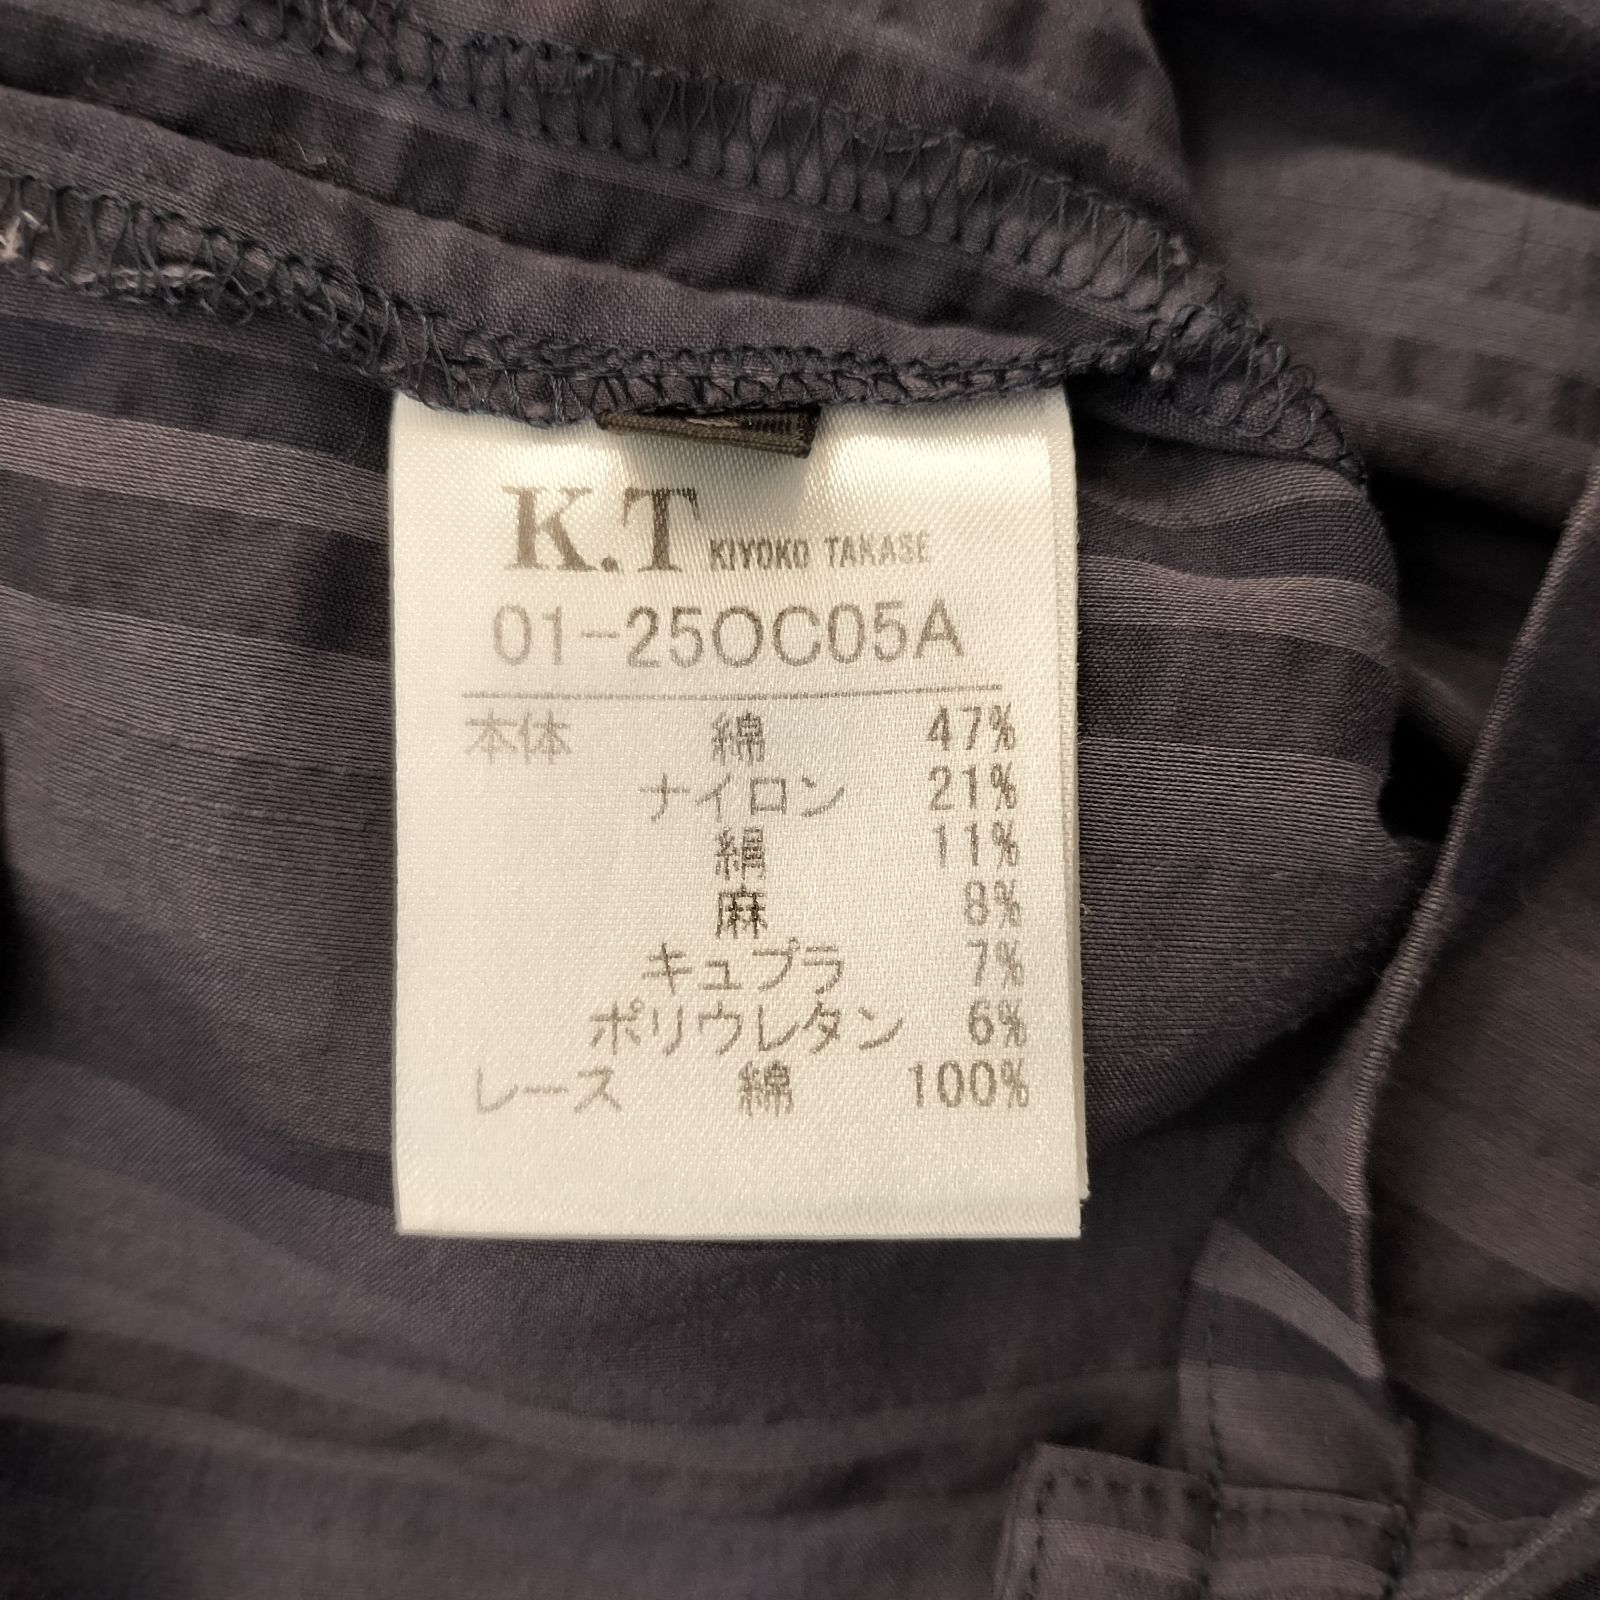 K.T KIYOKO TAKASE
01-25OC05A
本体 綿 47%
ナイロン 21%
絹 11%
麻 8%
キュプラ 7%
ポリウレタン 6%
レース 綿 100%